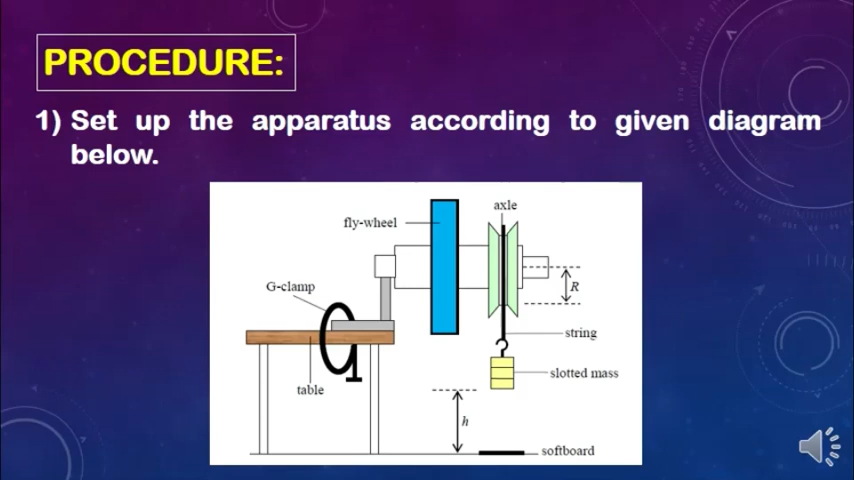 PROCEDURE:
1) Set up the apparatus according to given diagram
below.
axle
fly-wheel
G-clamp
R
string
slotted mass
table
h
softboard